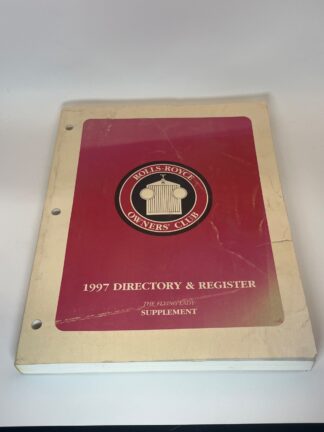 ROLLS-ROYCE
OWNERS' CLUB
1997 DIRECTORY & REGISTER
THE FLYING LADY
SUPPLEMENT